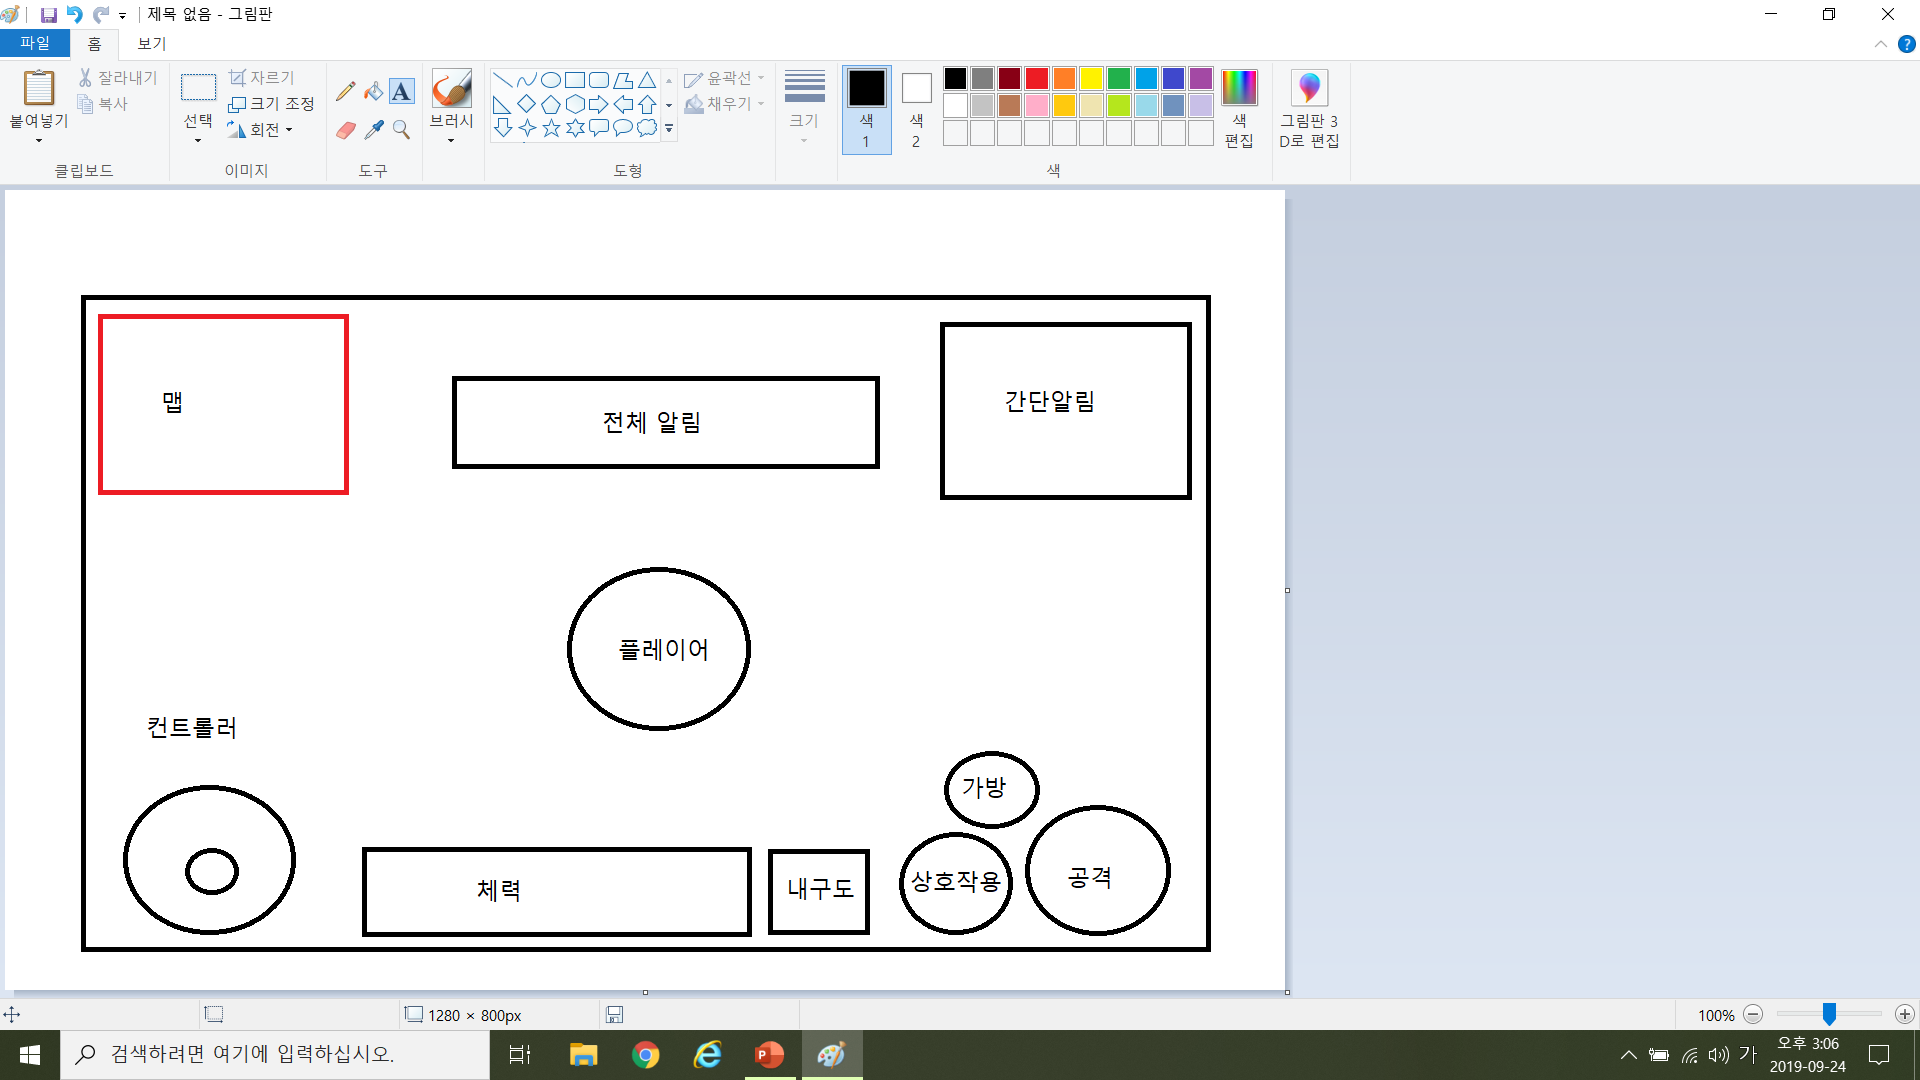 제목 없음 - 그림판
파일
홈
보기
붙여넣기
잘라내기
복사
클립보드
선택
자르기
크기 조정
회전
이미지
A
도구
브러시
윤곽선
채우기
도형
크기
색
1
색
2
색
편집
색
그림판 3
D로 편집
?
맵
전체 알림
간단알림
플레이어
컨트롤러
가방
상호작용
공격
체력
내구도
1280 × 800px
100%
검색하려면 여기에 입력하십시오.
P
가
오후 3:06
2019-09-24